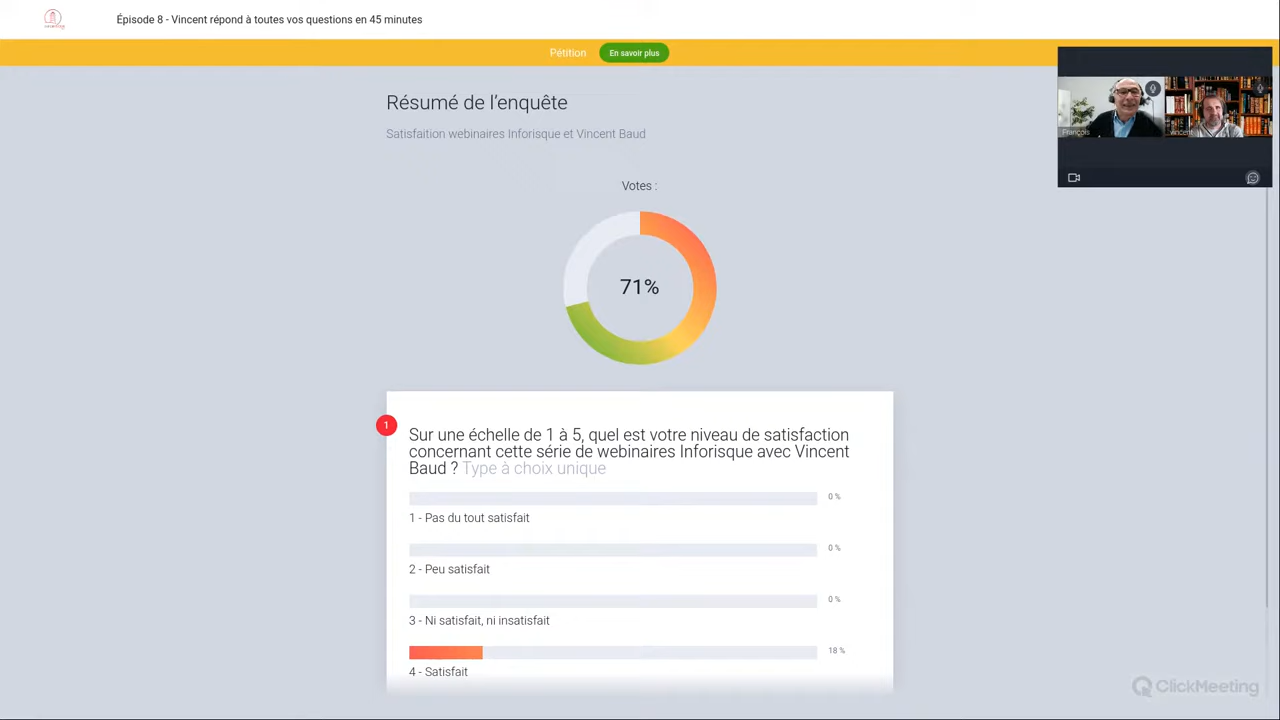 Épisode 8 - Vincent répond à toutes vos questions en 45 minutes
Pétition
En savoir plus
François
vincent
Résumé de l'enquête
Satisfaition webinaires Inforisque et Vincent Baud
Votes :
71%
1
Sur une échelle de 1 à 5, quel est votre niveau de satisfaction
concernant cette série de webinaires Inforisque avec Vincent
Baud ? Type à choix unique
0 %
1 - Pas du tout satisfait
0 %
2 - Peu satisfait
0 %
3 - Ni satisfait, ni insatisfait
18 %
4 - Satisfait
ClickMeeting